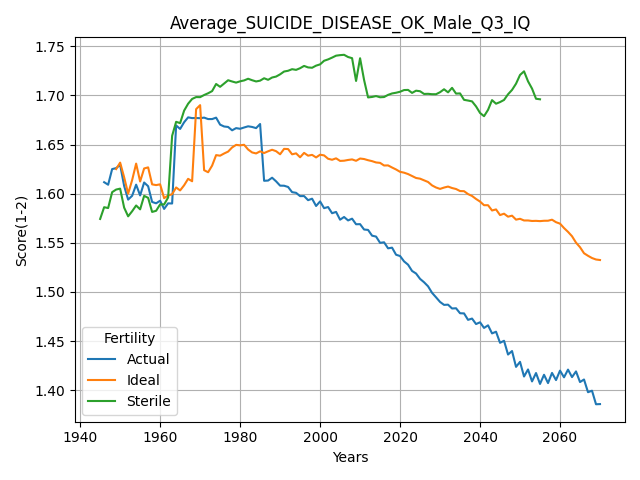 Average_SUICIDE_DISEASE_OK_Male_Q3_IQ
Score(1-2)
1.75
1.70
1.65
1.60
1.55
1.50
1.45
1.40
Fertility
Actual
Ideal
Sterile
1940
1960
1980
2000
2020
2040
2060
Years